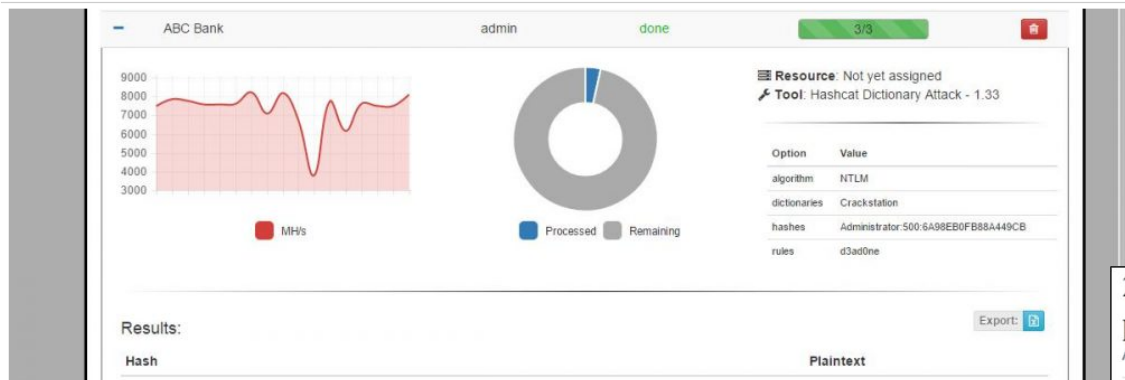 ABC Bank admin done 3/3
Resource: Not yet assigned
Tool: Hashcat Dictionary Attack - 1.33
9000
8000
7000
6000
5000
4000
3000
MH/s
Processed Remaining
Option Value
algorithm NTLM
dictionaries Crackstation
hashes Administrator:500:6A98EB0FB88A449CB
rules d3ad0ne
Results:
Export:
Hash Plaintext